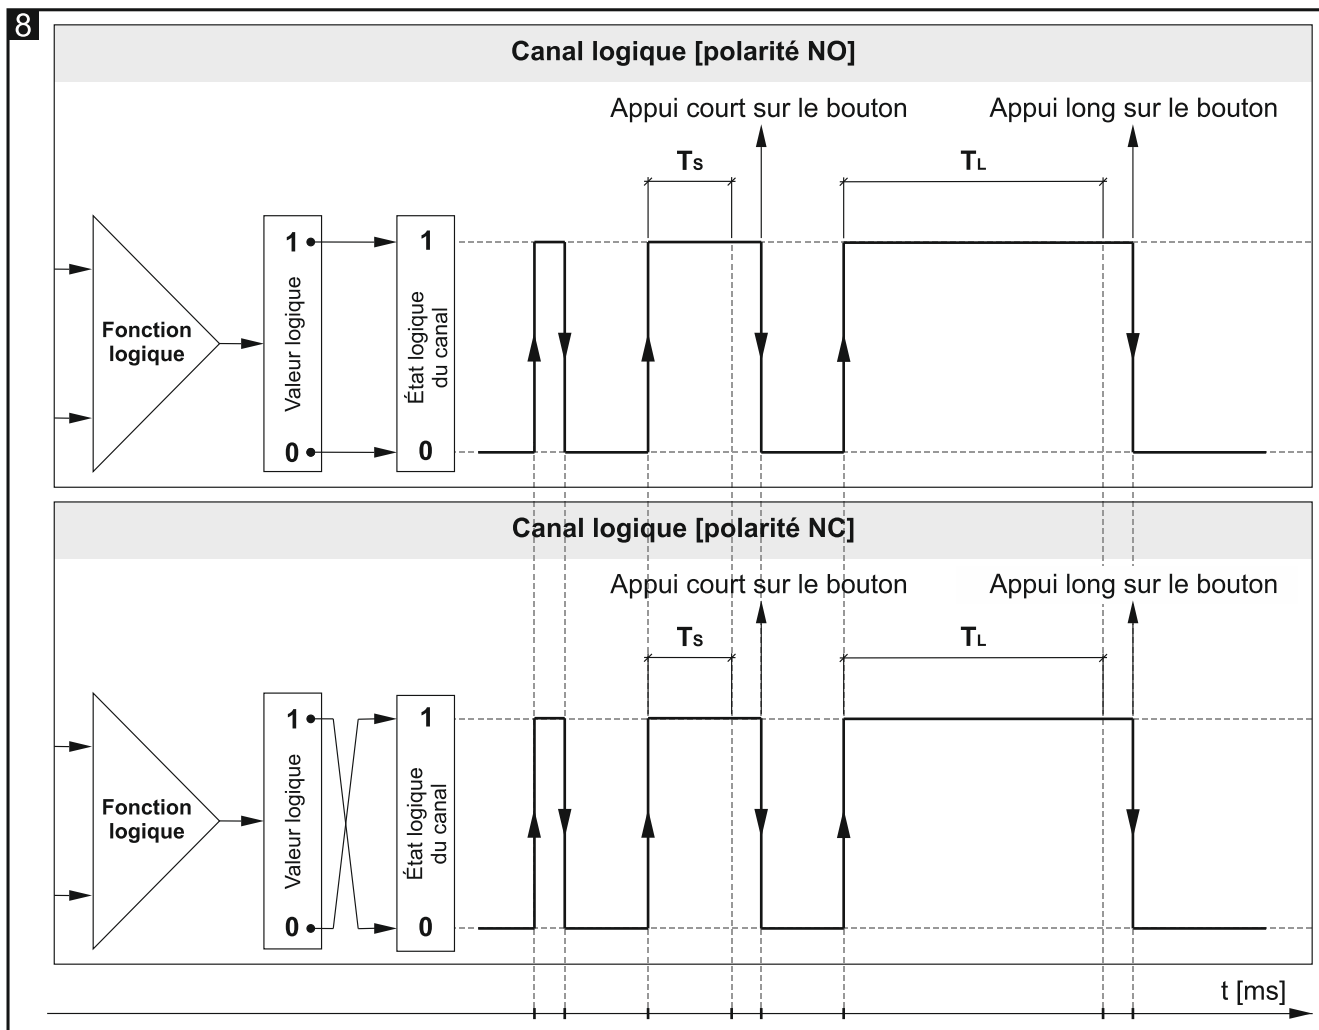 8
Canal logique [polarité NO]
Appui court sur le bouton
Appui long sur le bouton
TS
TL
1
1
Fonction
logique
Valeur logique
État logique
du canal
0
0
Canal logique [polarité NC]
Appui court sur le bouton
Appui long sur le bouton
TS
TL
1
1
Fonction
logique
Valeur logique
État logique
du canal
0
0
t [ms]